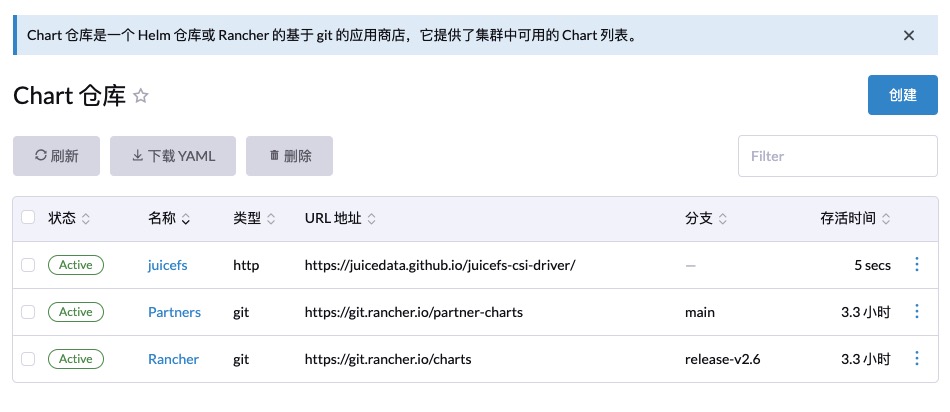 Chart 仓库是一个 Helm 仓库或 Rancher 的基于 git 的应用商店，它提供了集群中可用的 Chart 列表。
Chart 仓库
创建
刷新 下载 YAML 删除
Filter
状态 名称 类型 URL 地址 分支 存活时间
Active juicefs http https://juicedata.github.io/juicefs-csi-driver/ — 5 secs
Active Partners git https://git.rancher.io/partner-charts main 3.3 小时
Active Rancher git https://git.rancher.io/charts release-v2.6 3.3 小时